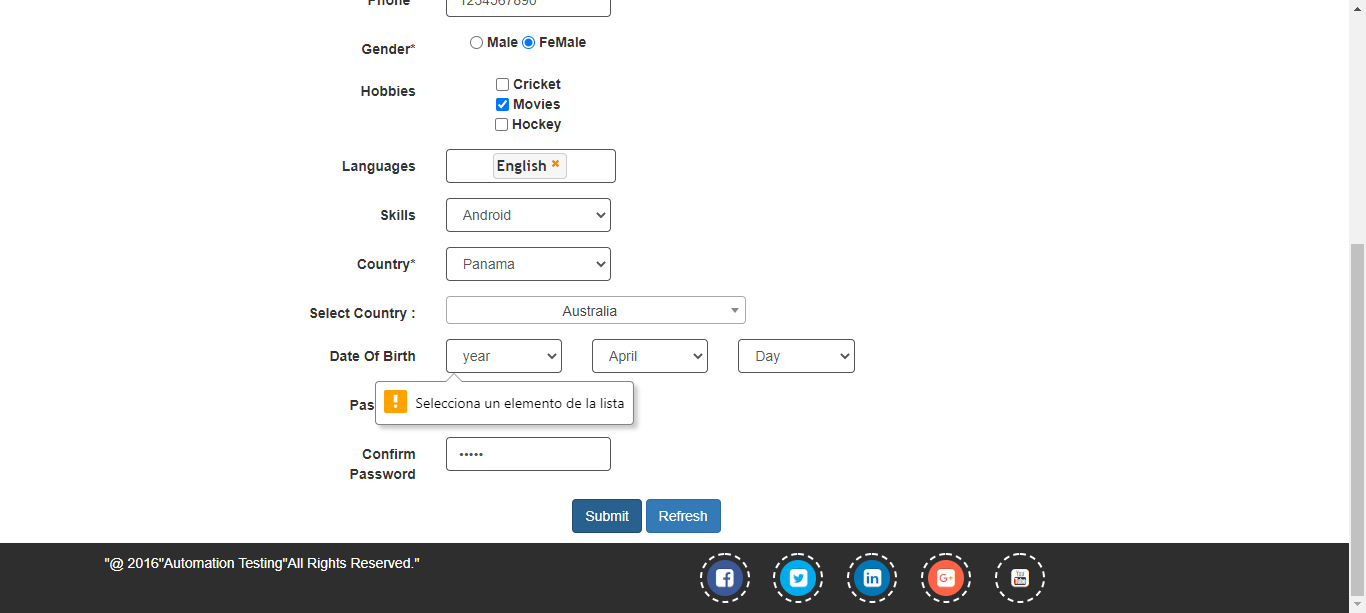 Phone 1234567890
Gender* Male FeMale
Hobbies Cricket
Movies
Hockey
Languages English
Skills Android
Country* Panama
Select Country : Australia
Date Of Birth year April Day
Pas
Selecciona un elemento de la lista
Confirm
Password
Submit Refresh
"@ 2016"Automation Testing"All Rights Reserved."
G+
You
Tube